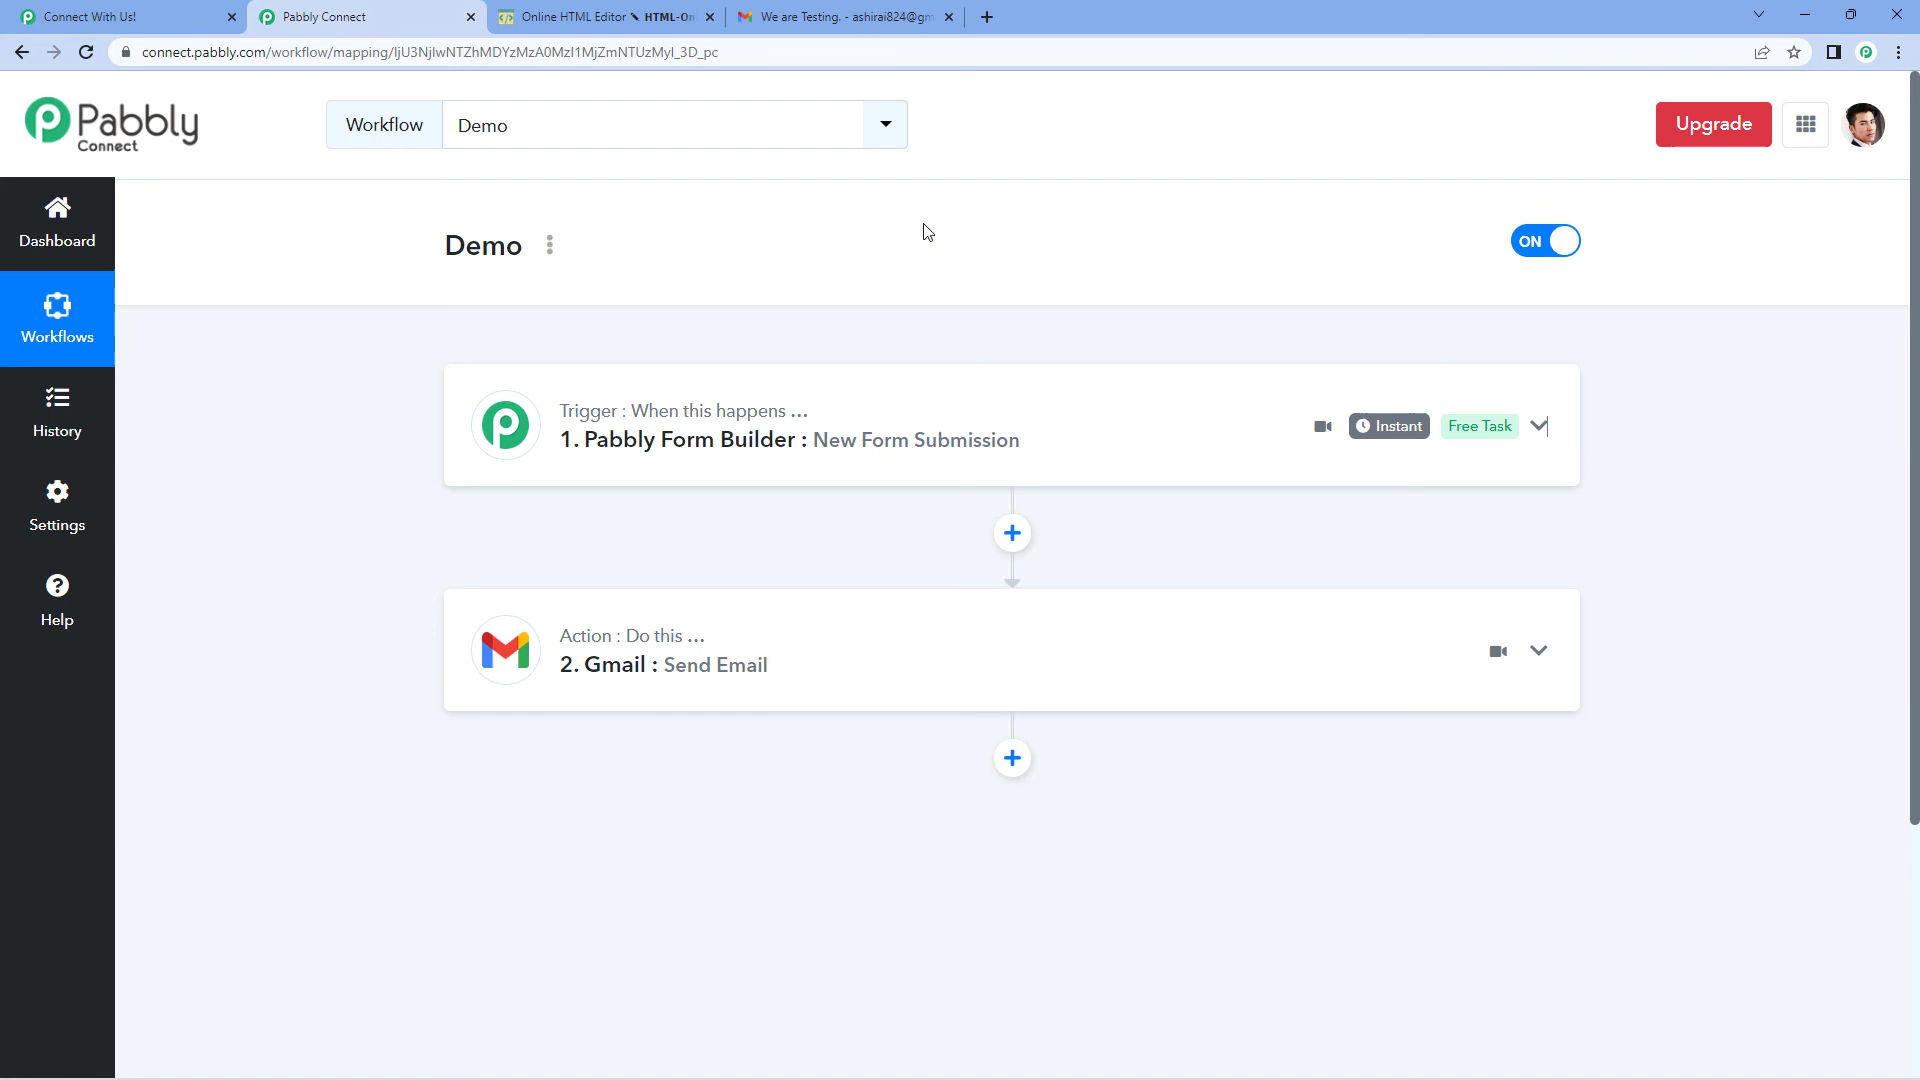 Connect With Us!
Pabbly Connect
Online HTML Editor ✎ HTML-On
We are Testing. - ashirai824@gm
connect.pabbly.com/workflow/mapping/
Pabbly
Connect
Workflow
Demo
Upgrade
Dashboard
Workflows
History
Settings
Help
Demo
ON
Trigger : When this happens ...
1. Pabbly Form Builder : New Form Submission
Instant
Free Task
Action : Do this ...
2. Gmail : Send Email